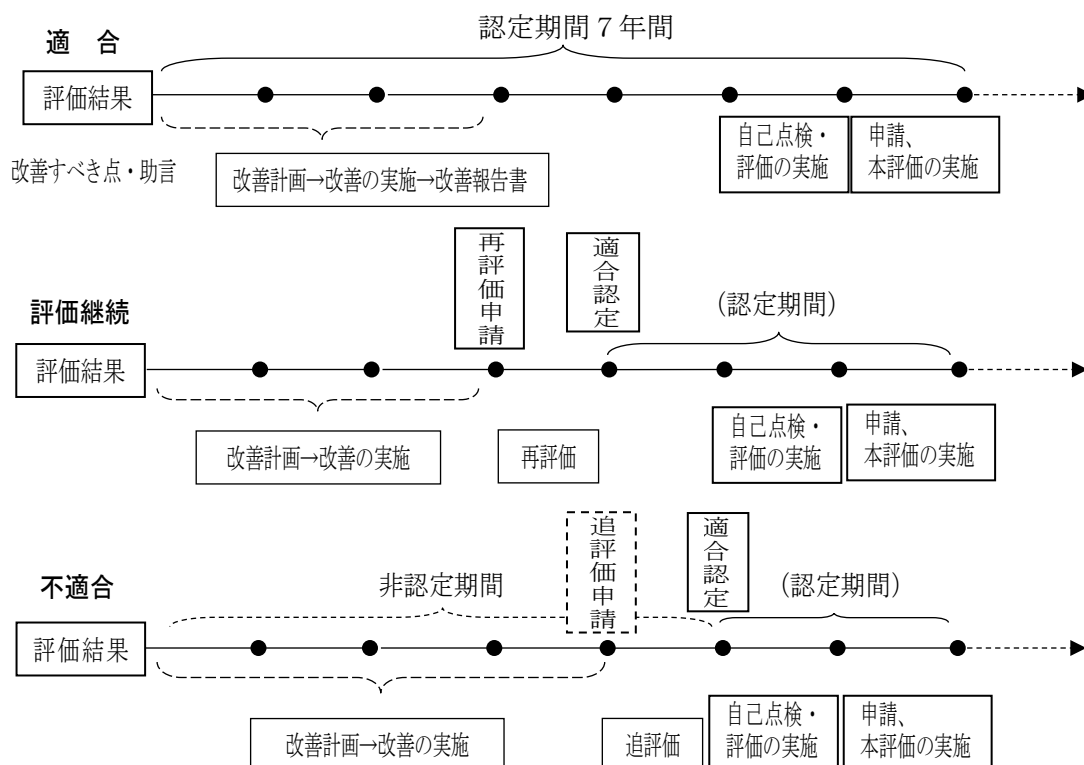 適　合
認定期間７年間
評価結果
改善すべき点・助言
改善計画→改善の実施→改善報告書
自己点検・
評価の実施
申請、
本評価の実施
再評価申請
適合認定
評価継続
(認定期間)
評価結果
改善計画→改善の実施
再評価
自己点検・
評価の実施
申請、
本評価の実施
追評価申請
適合認定
不適合
非認定期間
(認定期間)
評価結果
改善計画→改善の実施
追評価
自己点検・
評価の実施
申請、
本評価の実施